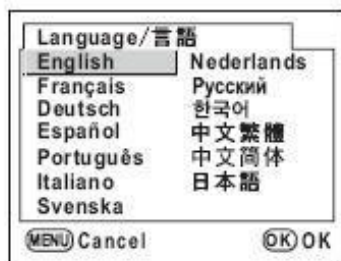 Language/言語
English
Français
Deutsch
Español
Português
Italiano
Svenska
Nederlands
Русский
한국어
中文繁體
中文简体
日本語
MENU Cancel
OK OK